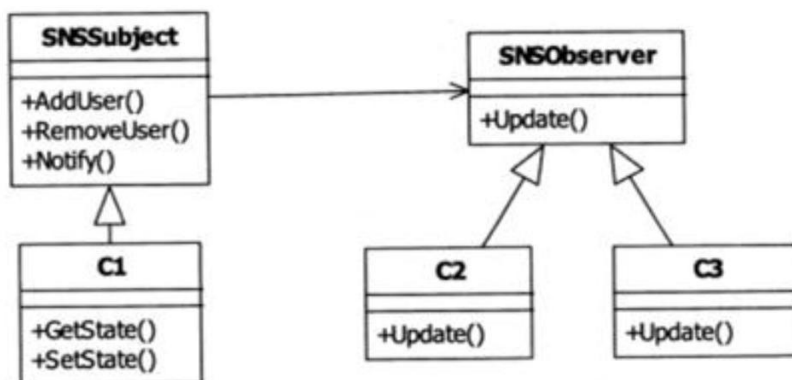 SNSSubject
+AddUser()
+RemoveUser()
+Notify()
SNSObserver
+Update()
C1
+GetState()
+SetState()
C2
+Update()
C3
+Update()